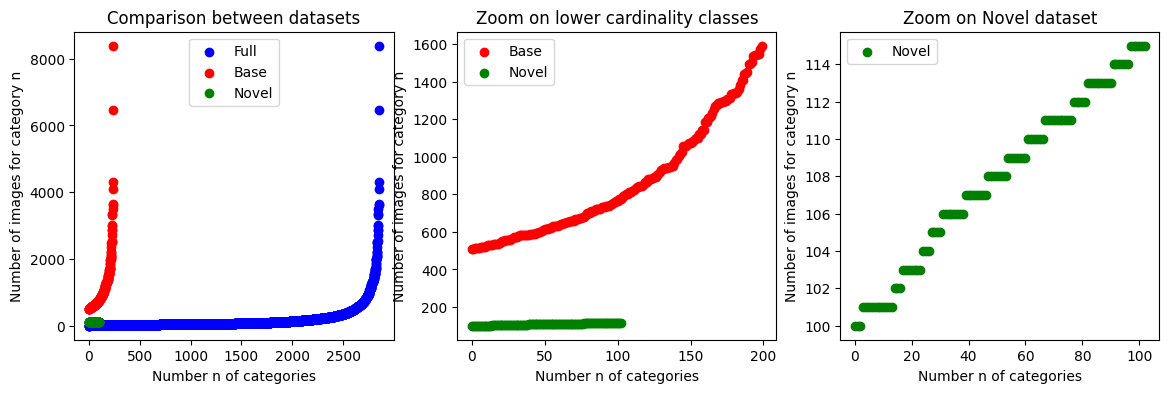 Comparison between datasets
Number of images for category n
8000
6000
4000
2000
0
Full
Base
Novel
0
500
1000
1500
2000
2500
Number n of categories
Zoom on lower cardinality classes
Number of images for category n
1600
1400
1200
1000
800
600
400
200
Base
Novel
0
50
100
150
200
Number n of categories
Zoom on Novel dataset
Number of images for category n
114
112
110
108
106
104
102
100
Novel
0
20
40
60
80
100
Number n of categories